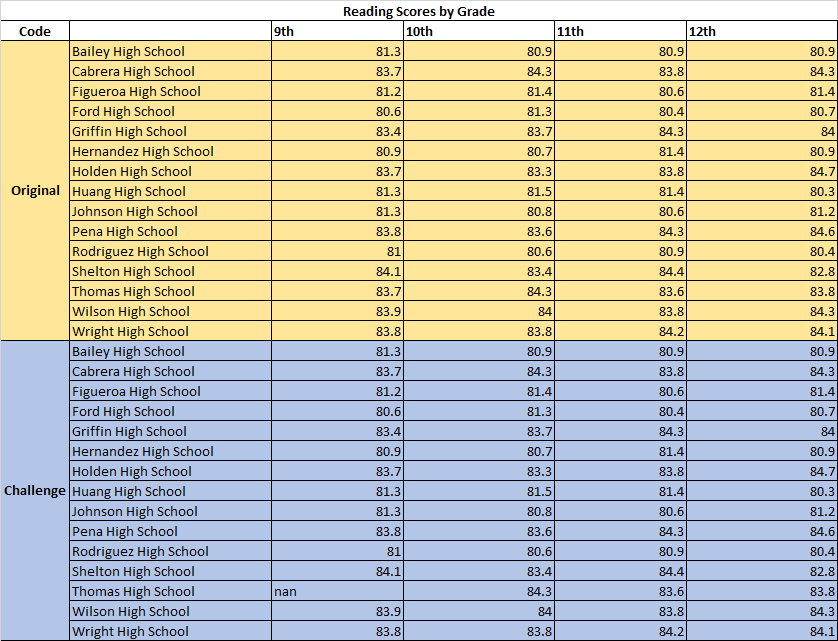 Reading Scores by Grade
Code 9th 10th 11th 12th
Original
Bailey High School 81.3 80.9 80.9 80.9
Cabrera High School 83.7 84.3 83.8 84.3
Figueroa High School 81.2 81.4 80.6 81.4
Ford High School 80.6 81.3 80.4 80.7
Griffin High School 83.4 83.7 84.3 84
Hernandez High School 80.9 80.7 81.4 80.9
Holden High School 83.7 83.3 83.8 84.7
Huang High School 81.3 81.5 81.4 80.3
Johnson High School 81.3 80.8 80.6 81.2
Pena High School 83.8 83.6 84.3 84.6
Rodriguez High School 81 80.6 80.9 80.4
Shelton High School 84.1 83.4 84.4 82.8
Thomas High School 83.7 84.3 83.6 83.8
Wilson High School 83.9 84 83.8 84.3
Wright High School 83.8 83.8 84.2 84.1
Challenge
Bailey High School 81.3 80.9 80.9 80.9
Cabrera High School 83.7 84.3 83.8 84.3
Figueroa High School 81.2 81.4 80.6 81.4
Ford High School 80.6 81.3 80.4 80.7
Griffin High School 83.4 83.7 84.3 84
Hernandez High School 80.9 80.7 81.4 80.9
Holden High School 83.7 83.3 83.8 84.7
Huang High School 81.3 81.5 81.4 80.3
Johnson High School 81.3 80.8 80.6 81.2
Pena High School 83.8 83.6 84.3 84.6
Rodriguez High School 81 80.6 80.9 80.4
Shelton High School 84.1 83.4 84.4 82.8
Thomas High School nan 84.3 83.6 83.8
Wilson High School 83.9 84 83.8 84.3
Wright High School 83.8 83.8 84.2 84.1